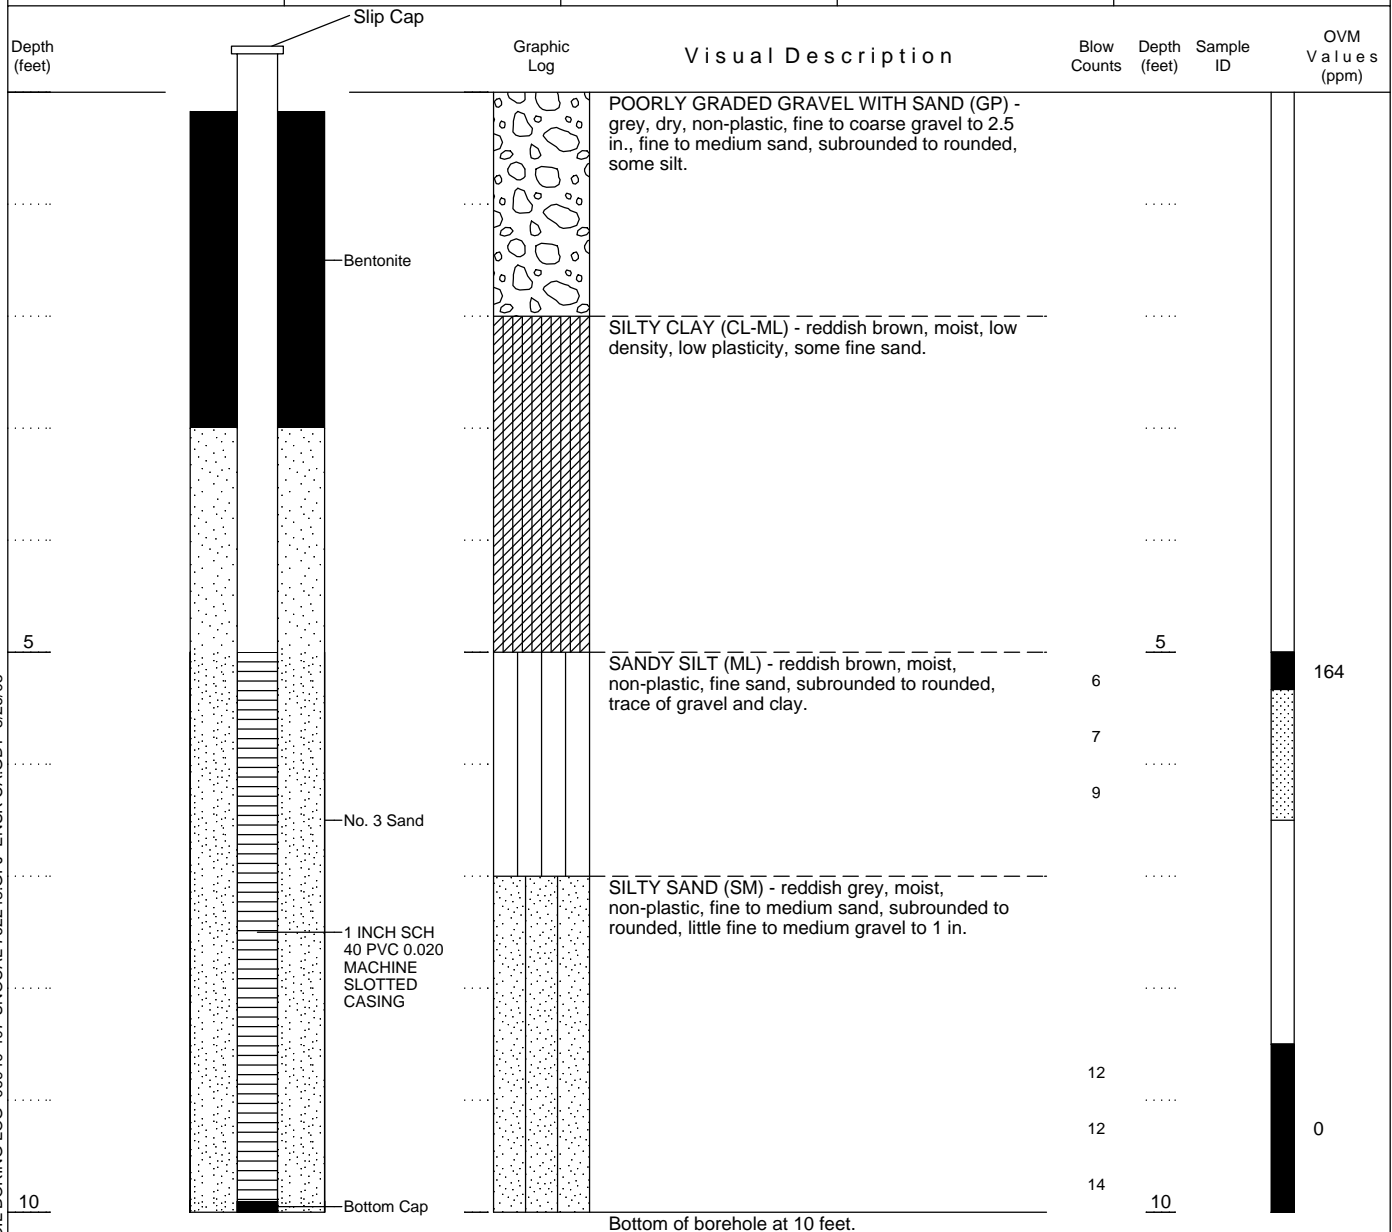 Slip Cap
Depth
(feet)
Graphic
Log
Visual Description
Blow
Counts
Depth
(feet)
Sample
ID
OVM
Values
(ppm)
POORLY GRADED GRAVEL WITH SAND (GP) -
grey, dry, non-plastic, fine to coarse gravel to 2.5
in., fine to medium sand, subrounded to rounded,
some silt.
Bentonite
SILTY CLAY (CL-ML) - reddish brown, moist, low
density, low plasticity, some fine sand.
5
5
SANDY SILT (ML) - reddish brown, moist,
non-plastic, fine sand, subrounded to rounded,
trace of gravel and clay.
6
164
7
9
No. 3 Sand
SILTY SAND (SM) - reddish grey, moist,
non-plastic, fine to medium sand, subrounded to
rounded, little fine to medium gravel to 1 in.
1 INCH SCH
40 PVC 0.020
MACHINE
SLOTTED
CASING
12
12
0
14
10
Bottom Cap
10
Bottom of borehole at 10 feet.